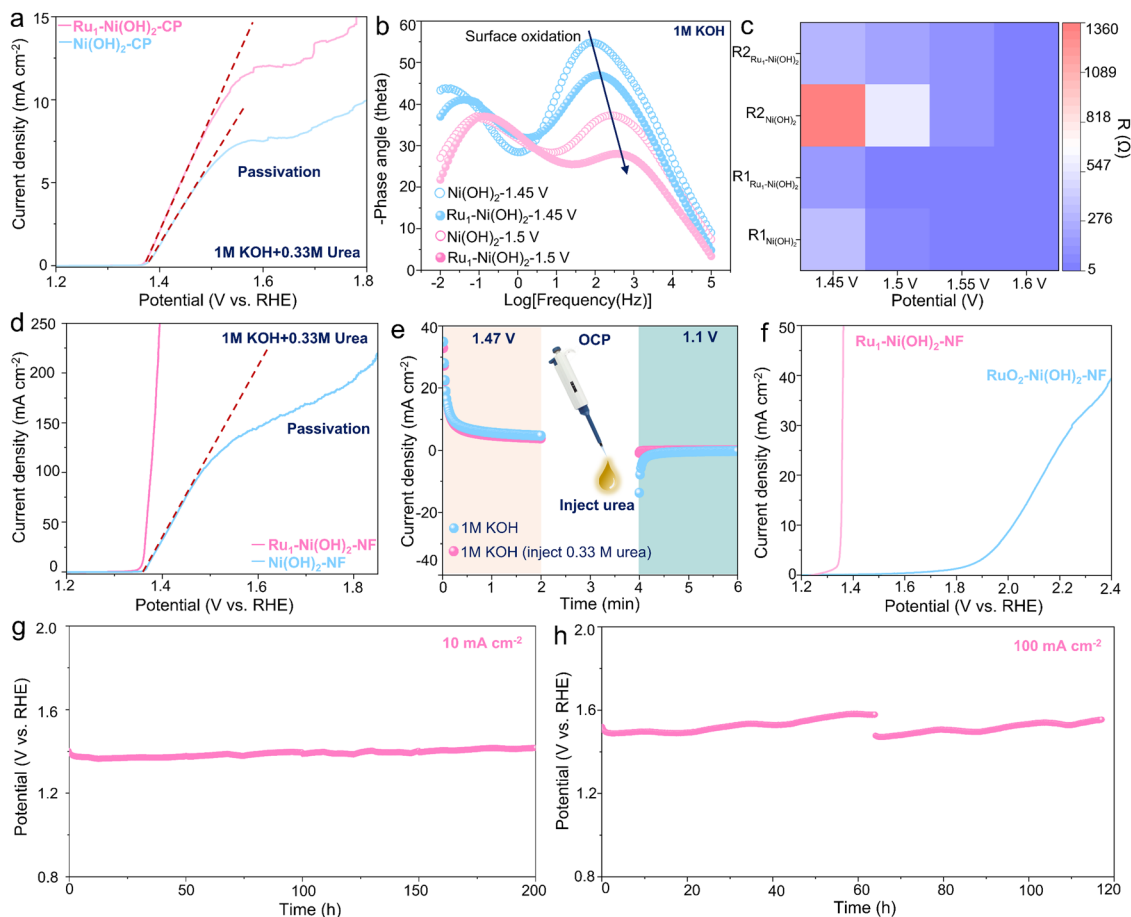 a
Ru₁-Ni(OH)₂-CP
Ni(OH)₂-CP
Passivation
1M KOH+0.33M Urea
Current density (mA cm⁻²)
15
10
5
0
1.2 1.4 1.6 1.8
Potential (V vs. RHE)
b
Surface oxidation
1M KOH
Ni(OH)₂-1.45 V
Ru₁-Ni(OH)₂-1.45 V
Ni(OH)₂-1.5 V
Ru₁-Ni(OH)₂-1.5 V
-Phase angle (theta)
60
50
40
30
20
10
0
-2 -1 0 1 2 3 4 5
Log[Frequency(Hz)]
c
R2Ru₁-Ni(OH)₂
R2Ni(OH)₂
R1Ru₁-Ni(OH)₂
R1Ni(OH)₂
1.45 V 1.5 V 1.55 V 1.6 V
Potential (V)
1360
1089
818
547
276
5
R (Ω)
d
1M KOH+0.33M Urea
Passivation
Ru₁-Ni(OH)₂-NF
Ni(OH)₂-NF
Current density (mA cm⁻²)
250
200
150
100
50
0
1.2 1.4 1.6 1.8
Potential (V vs. RHE)
e
1.47 V OCP 1.1 V
Inject urea
1M KOH
1M KOH (inject 0.33 M urea)
Current density (mA cm⁻²)
40
20
0
-20
-40
0 1 2 3 4 5 6
Time (min)
f
Ru₁-Ni(OH)₂-NF
RuO₂-Ni(OH)₂-NF
Current density (mA cm⁻²)
50
40
30
20
10
0
1.2 1.4 1.6 1.8 2.0 2.2 2.4
Potential (V vs. RHE)
g
10 mA cm⁻²
Potential (V vs. RHE)
2.0
1.6
1.2
0.8
0 50 100 150 200
Time (h)
h
100 mA cm⁻²
Potential (V vs. RHE)
2.0
1.6
1.2
0.8
0 20 40 60 80 100 120
Time (h)